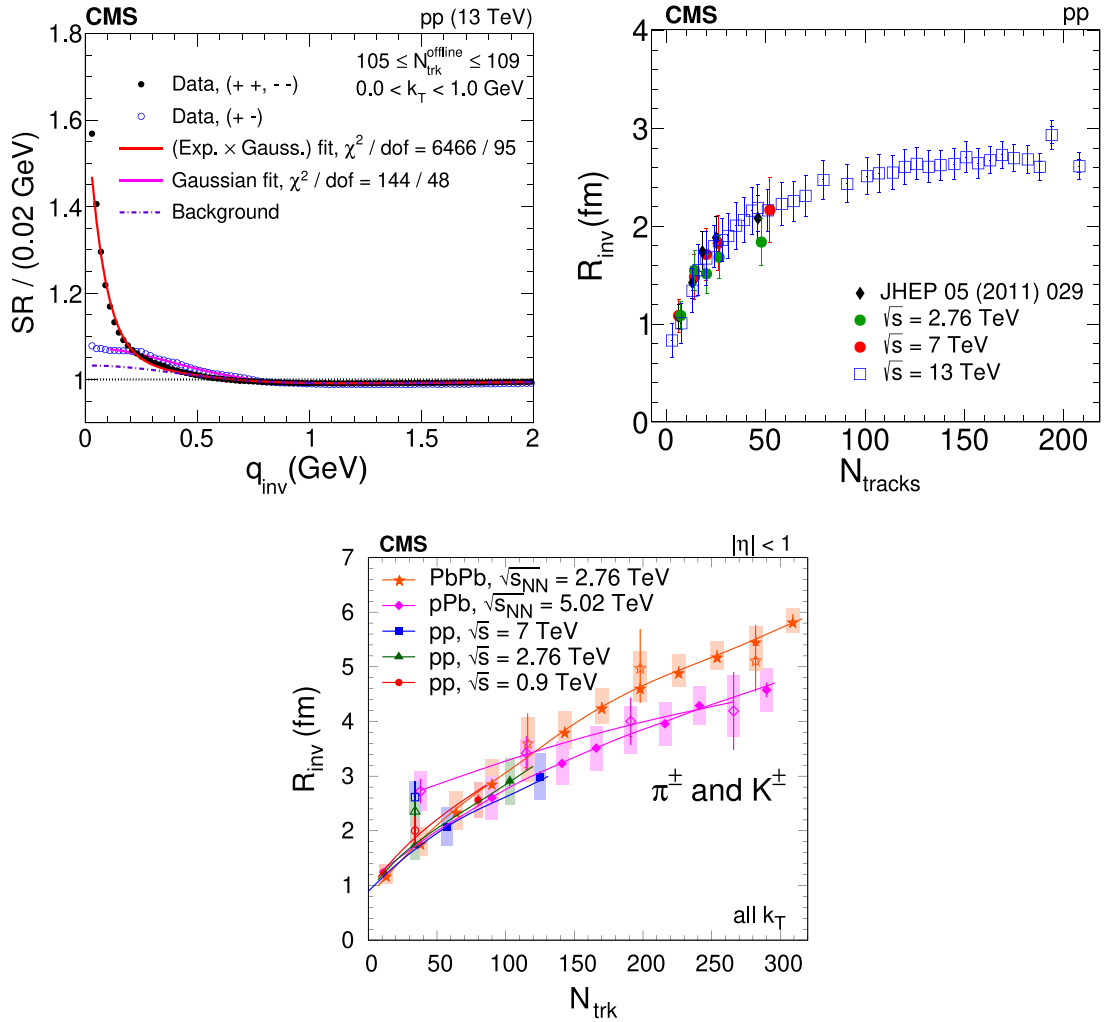 CMS
pp (13 TeV)
105 ≤ N_trk^offline ≤ 109
0.0 < k_T < 1.0 GeV
Data, (+ +, - -)
Data, (+ -)
(Exp. × Gauss.) fit, χ² / dof = 6466 / 95
Gaussian fit, χ² / dof = 144 / 48
Background
SR / (0.02 GeV)
1.8
1.6
1.4
1.2
1
0 0.5 1 1.5 2
q_inv (GeV)
CMS
pp
R_inv (fm)
4
3
2
1
0
JHEP 05 (2011) 029
√s = 2.76 TeV
√s = 7 TeV
√s = 13 TeV
0 50 100 150 200
N_tracks
CMS
|η| < 1
PbPb, √s_NN = 2.76 TeV
pPb, √s_NN = 5.02 TeV
pp, √s = 7 TeV
pp, √s = 2.76 TeV
pp, √s = 0.9 TeV
R_inv (fm)
7
6
5
4
3
2
1
0
π± and K±
all k_T
0 50 100 150 200 250 300
N_trk